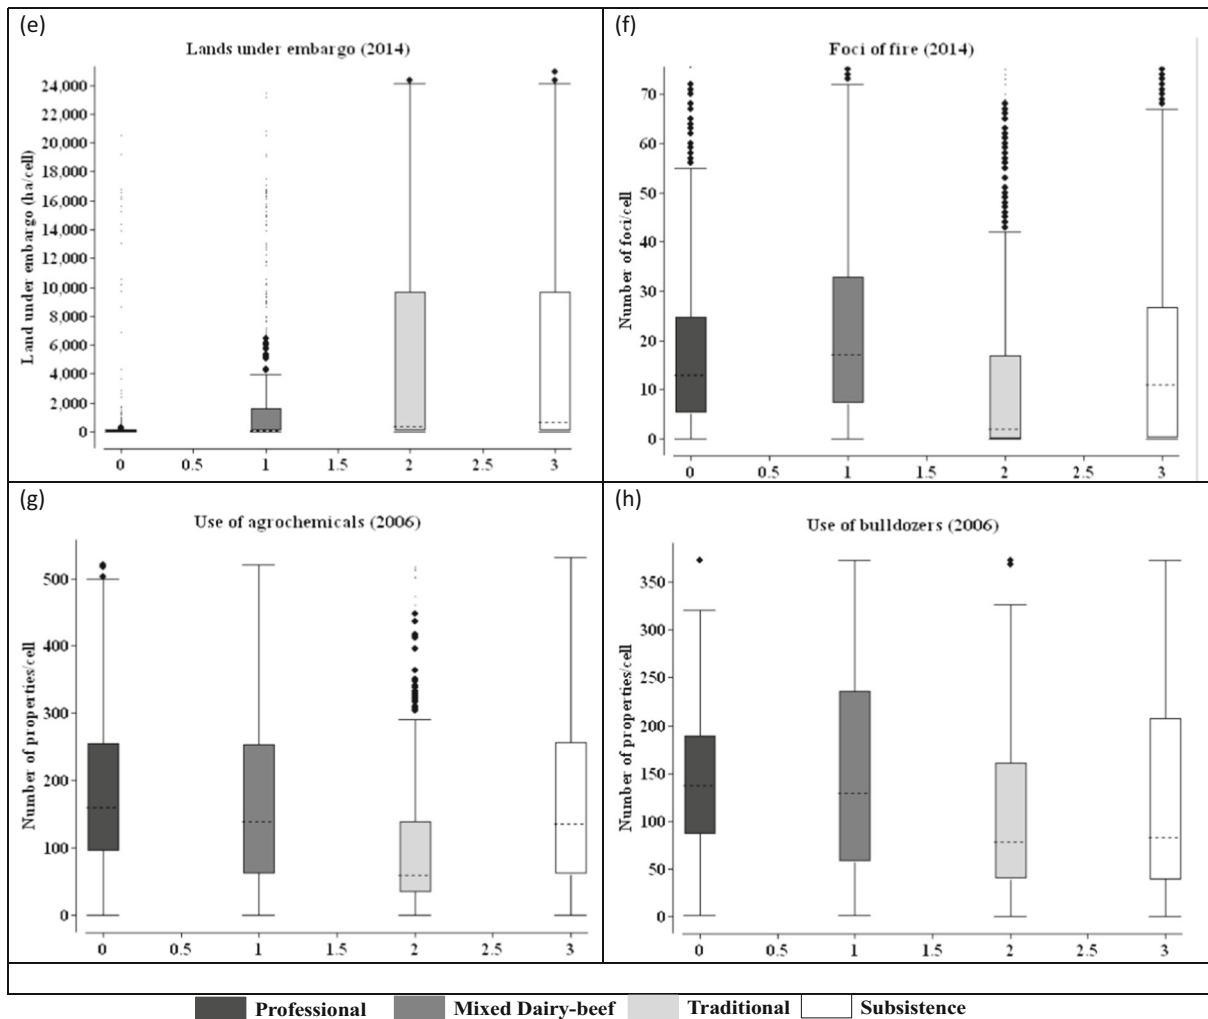 (e)
Lands under embargo (2014)
Land under embargo (ha/cell)
24,000
22,000
20,000
18,000
16,000
14,000
12,000
10,000
8,000
6,000
4,000
2,000
0
0 0.5 1 1.5 2 2.5 3
(f)
Foci of fire (2014)
Number of foci/cell
70
60
50
40
30
20
10
0
0 0.5 1 1.5 2 2.5 3
(g)
Use of agrochemicals (2006)
Number of properties/cell
500
400
300
200
100
0
0 0.5 1 1.5 2 2.5 3
(h)
Use of bulldozers (2006)
Number of properties/cell
350
300
250
200
150
100
50
0
0 0.5 1 1.5 2 2.5 3
Professional Mixed Dairy-beef Traditional Subsistence